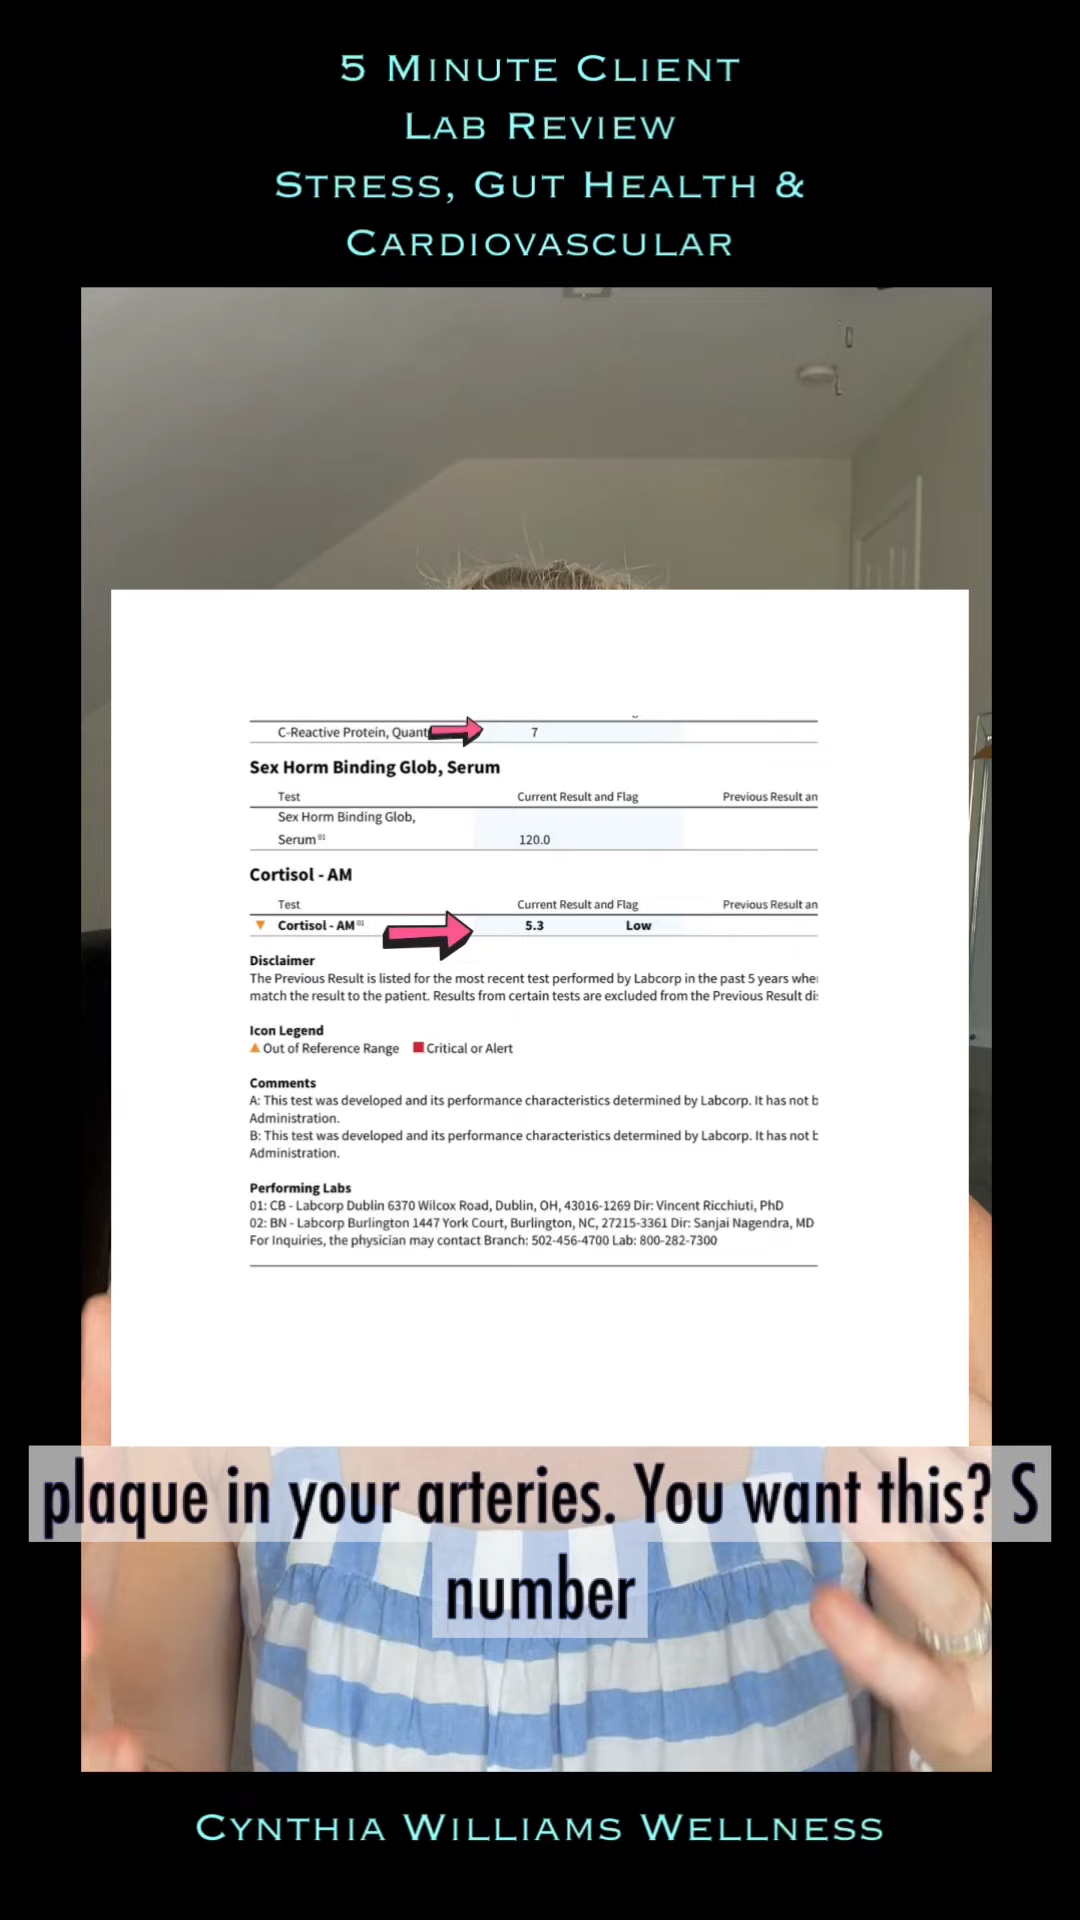 5 MINUTE CLIENT
LAB REVIEW
STRESS, GUT HEALTH &
CARDIOVASCULAR
C-Reactive Protein, Quant 7
Sex Horm Binding Glob, Serum
Test Current Result and Flag Previous Result an
Sex Horm Binding Glob,
Serum 01 120.0
Cortisol - AM
Test Current Result and Flag Previous Result an
▼ Cortisol - AM 01 5.3 Low
Disclaimer
The Previous Result is listed for the most recent test performed by Labcorp in the past 5 years whe
match the result to the patient. Results from certain tests are excluded from the Previous Result di
Icon Legend
▲ Out of Reference Range ■ Critical or Alert
Comments
A: This test was developed and its performance characteristics determined by Labcorp. It has not b
Administration.
B: This test was developed and its performance characteristics determined by Labcorp. It has not b
Administration.
Performing Labs
01: CB - Labcorp Dublin 6370 Wilcox Road, Dublin, OH, 43016-1269 Dir: Vincent Ricchiuti, PhD
02: BN - Labcorp Burlington 1447 York Court, Burlington, NC, 27215-3361 Dir: Sanjai Nagendra, MD
For Inquiries, the physician may contact Branch: 502-456-4700 Lab: 800-282-7300
plaque in your arteries. You want this? S
number
CYNTHIA WILLIAMS WELLNESS